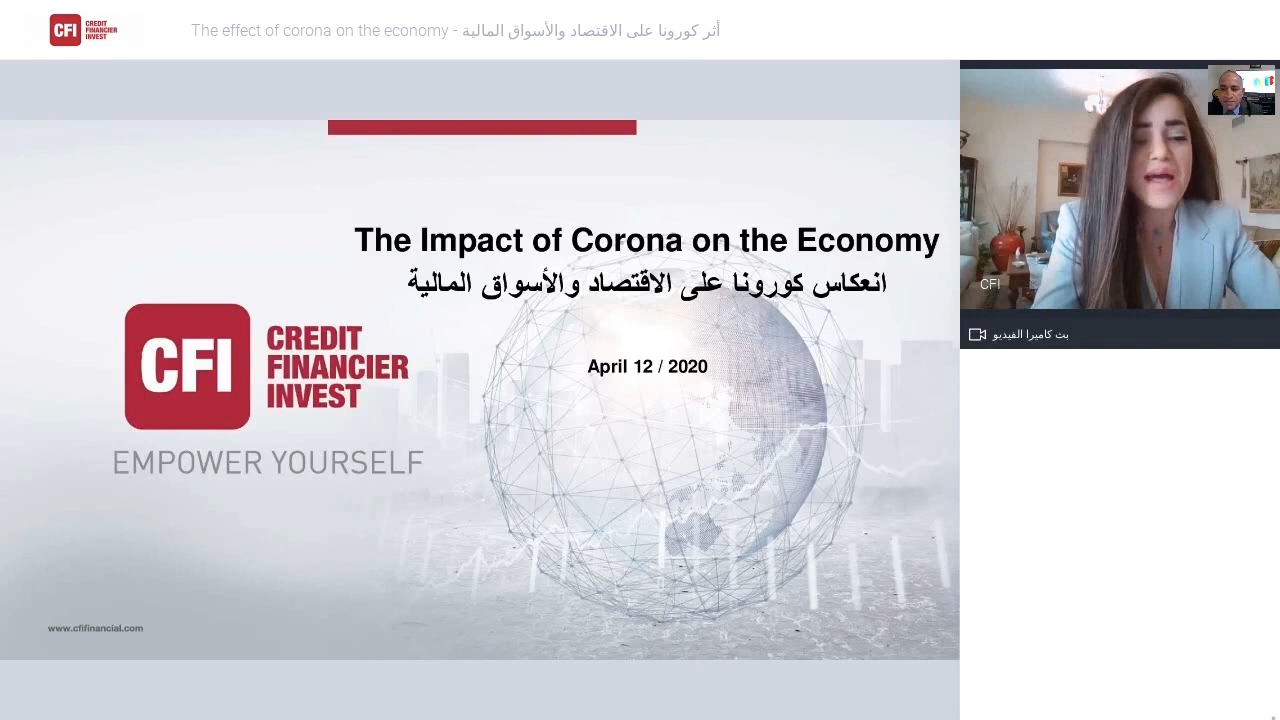 CFI CREDIT
FINANCIER
INVEST
The effect of corona on the economy - أثر كورونا على الاقتصاد والأسواق المالية
The Impact of Corona on the Economy
انعكاس كورونا على الاقتصاد والأسواق المالية
April 12 / 2020
CFI CREDIT
FINANCIER
INVEST
EMPOWER YOURSELF
www.cfifinancial.com
CFI
بث كاميرا الفيديو